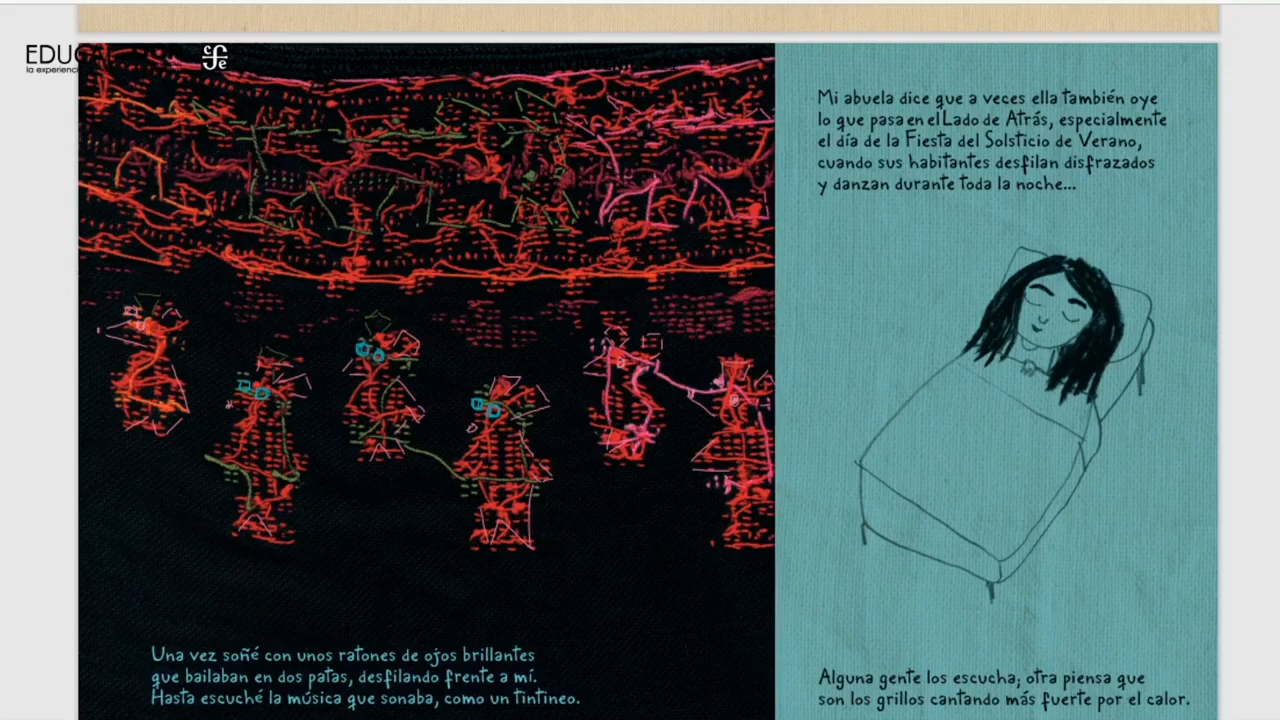 EDUCA
la experienci
cfe
Una vez soñé con unos ratones de ojos brillantes
que bailaban en dos patas, desfilando frente a mí.
Hasta escuché la música que sonaba, como un tintineo.
Mi abuela dice que a veces ella también oye
lo que pasa en el Lado de Atrás, especialmente
el día de la Fiesta del Solsticio de Verano,
cuando sus habitantes desfilan disfrazados
y danzan durante toda la noche...
Alguna gente los escucha; otra piensa que
son los grillos cantando más fuerte por el calor.